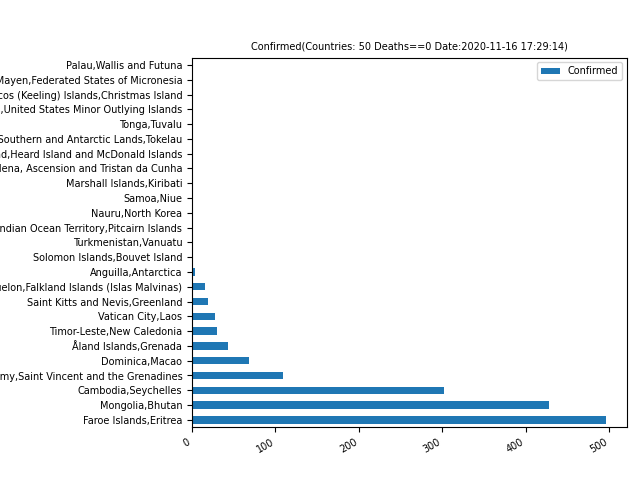 Confirmed(Countries: 50 Deaths==0 Date:2020-11-16 17:29:14)
Confirmed
Palau,Wallis and Futuna
Mayen,Federated States of Micronesia
(Keeling) Islands,Christmas Island
,United States Minor Outlying Islands
Tonga,Tuvalu
Southern and Antarctic Lands,Tokelau
,Heard Island and McDonald Islands
Ascension and Tristan da Cunha
Marshall Islands,Kiribati
Samoa,Niue
Nauru,North Korea
Ocean Territory,Pitcairn Islands
Turkmenistan,Vanuatu
Solomon Islands,Bouvet Island
Anguilla,Antarctica
,Falkland Islands (Islas Malvinas)
Saint Kitts and Nevis,Greenland
Vatican City,Laos
Timor-Leste,New Caledonia
Åland Islands,Grenada
Dominica,Macao
,Saint Vincent and the Grenadines
Cambodia,Seychelles
Mongolia,Bhutan
Faroe Islands,Eritrea
0 100 200 300 400 500